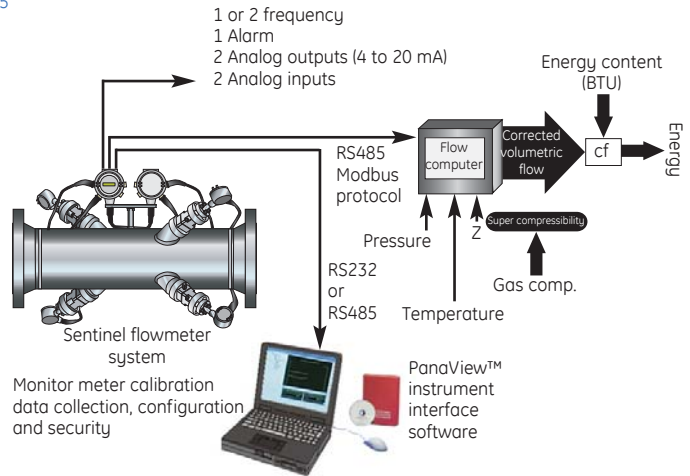 5
1 or 2 frequency
1 Alarm
2 Analog outputs (4 to 20 mA)
2 Analog inputs
Energy content
(BTU)
Energy
Flow
computer
Corrected
volumetric
flow
cf
RS485
Modbus
protocol
Pressure
Z
Super compressibility
Gas comp.
Temperature
RS232
or
RS485
Sentinel flowmeter
system
Monitor meter calibration
data collection, configuration
and security
PanaView™
instrument
interface
software